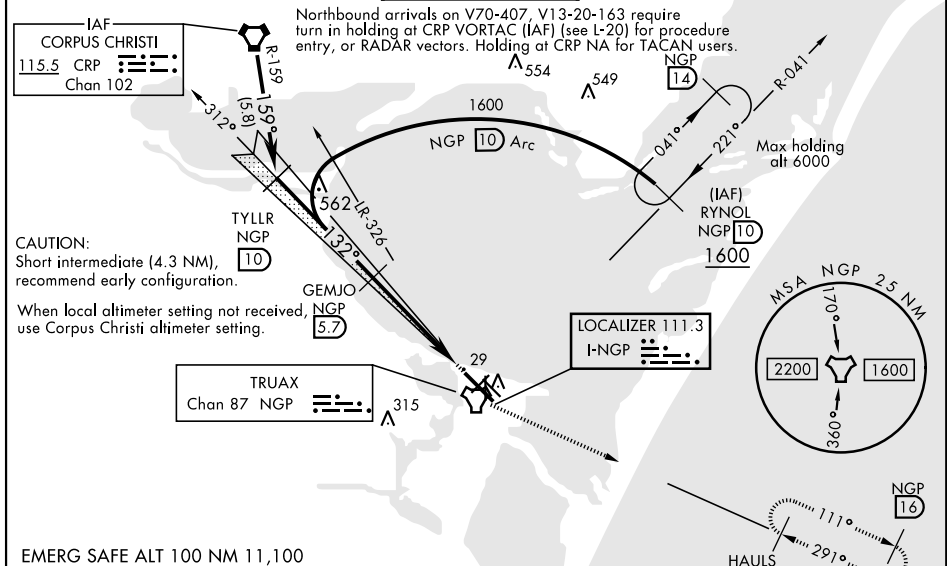 Northbound arrivals on V70-407, V13-20-163 require
turn in holding at CRP VORTAC (IAF) (see L-20) for procedure
entry, or RADAR vectors. Holding at CRP NA for TACAN users.
IAF
CORPUS CHRISTI
115.5 CRP
Chan 102
R-159
159°
(5.8)
312°
554
549
NGP
14
R-041
041°
221°
1600
NGP 10 Arc
Max holding
alt 6000
(IAF)
RYNOL
NGP 10
1600
562
LR-326
132°
TYLLR
NGP
10
CAUTION:
Short intermediate (4.3 NM),
recommend early configuration.
When local altimeter setting not received,
use Corpus Christi altimeter setting.
GEMJO
NGP
5.7
LOCALIZER 111.3
I-NGP
29
TRUAX
Chan 87 NGP
315
MSA NGP 25 NM
170°
2200
1600
360°
NGP
16
111°
291°
HAULS
EMERG SAFE ALT 100 NM 11,100